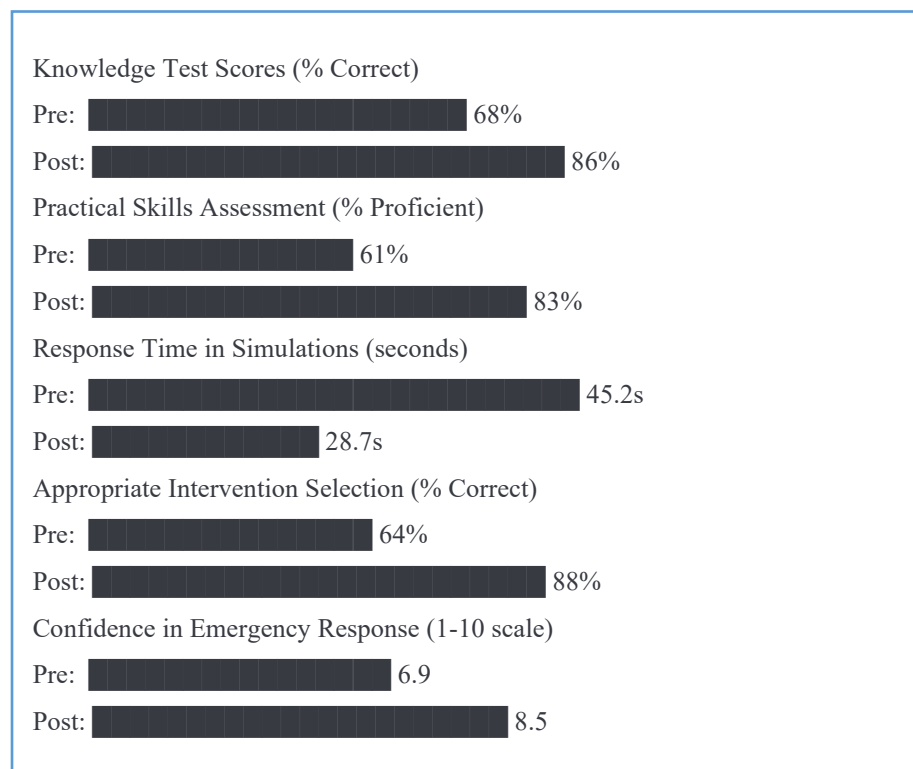 Knowledge Test Scores (% Correct)
Pre: ████████████████████ 68%
Post: █████████████████████████ 86%
Practical Skills Assessment (% Proficient)
Pre: ██████████████ 61%
Post: ███████████████████████ 83%
Response Time in Simulations (seconds)
Pre: ██████████████████████████ 45.2s
Post: ████████████ 28.7s
Appropriate Intervention Selection (% Correct)
Pre: ███████████████ 64%
Post: ████████████████████████ 88%
Confidence in Emergency Response (1-10 scale)
Pre: ████████████████ 6.9
Post: ██████████████████████ 8.5